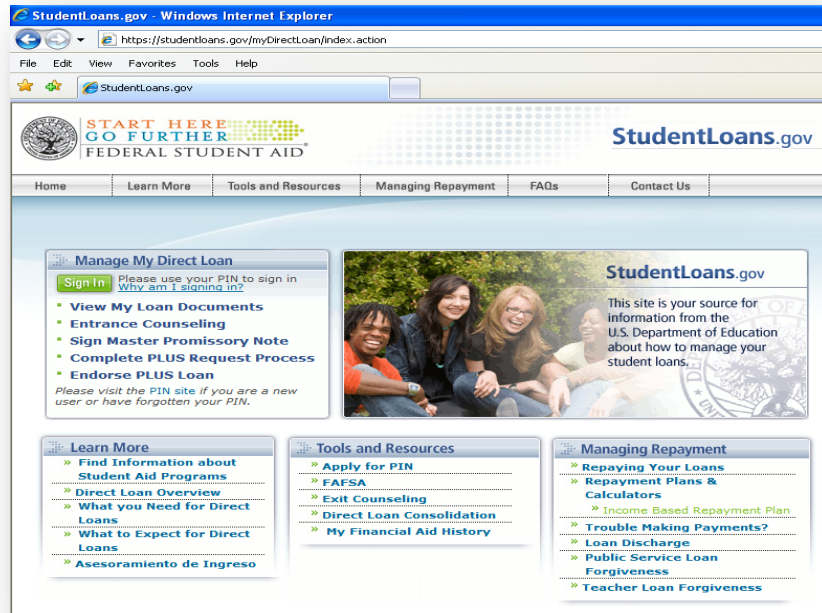 StudentLoans.gov - Windows Internet Explorer
https://studentloans.gov/myDirectLoan/index.action
File Edit View Favorites Tools Help
StudentLoans.gov
START HERE
GO FURTHER
FEDERAL STUDENT AID
StudentLoans.gov
Home Learn More Tools and Resources Managing Repayment FAQs Contact Us
Manage My Direct Loan
Sign In
Please use your PIN to sign in
Why am I signing in?
View My Loan Documents
Entrance Counseling
Sign Master Promissory Note
Complete PLUS Request Process
Endorse PLUS Loan
Please visit the PIN site if you are a new
user or have forgotten your PIN.
StudentLoans.gov
This site is your source for
information from the
U.S. Department of Education
about how to manage your
student loans.
Learn More
» Find Information about
Student Aid Programs
» Direct Loan Overview
» What you Need for Direct
Loans
» What to Expect for Direct
Loans
» Asesoramiento de Ingreso
Tools and Resources
» Apply for PIN
» FAFSA
» Exit Counseling
» Direct Loan Consolidation
» My Financial Aid History
Managing Repayment
» Repaying Your Loans
» Repayment Plans &
Calculators
» Income Based Repayment Plan
» Trouble Making Payments?
» Loan Discharge
» Public Service Loan
Forgiveness
» Teacher Loan Forgiveness